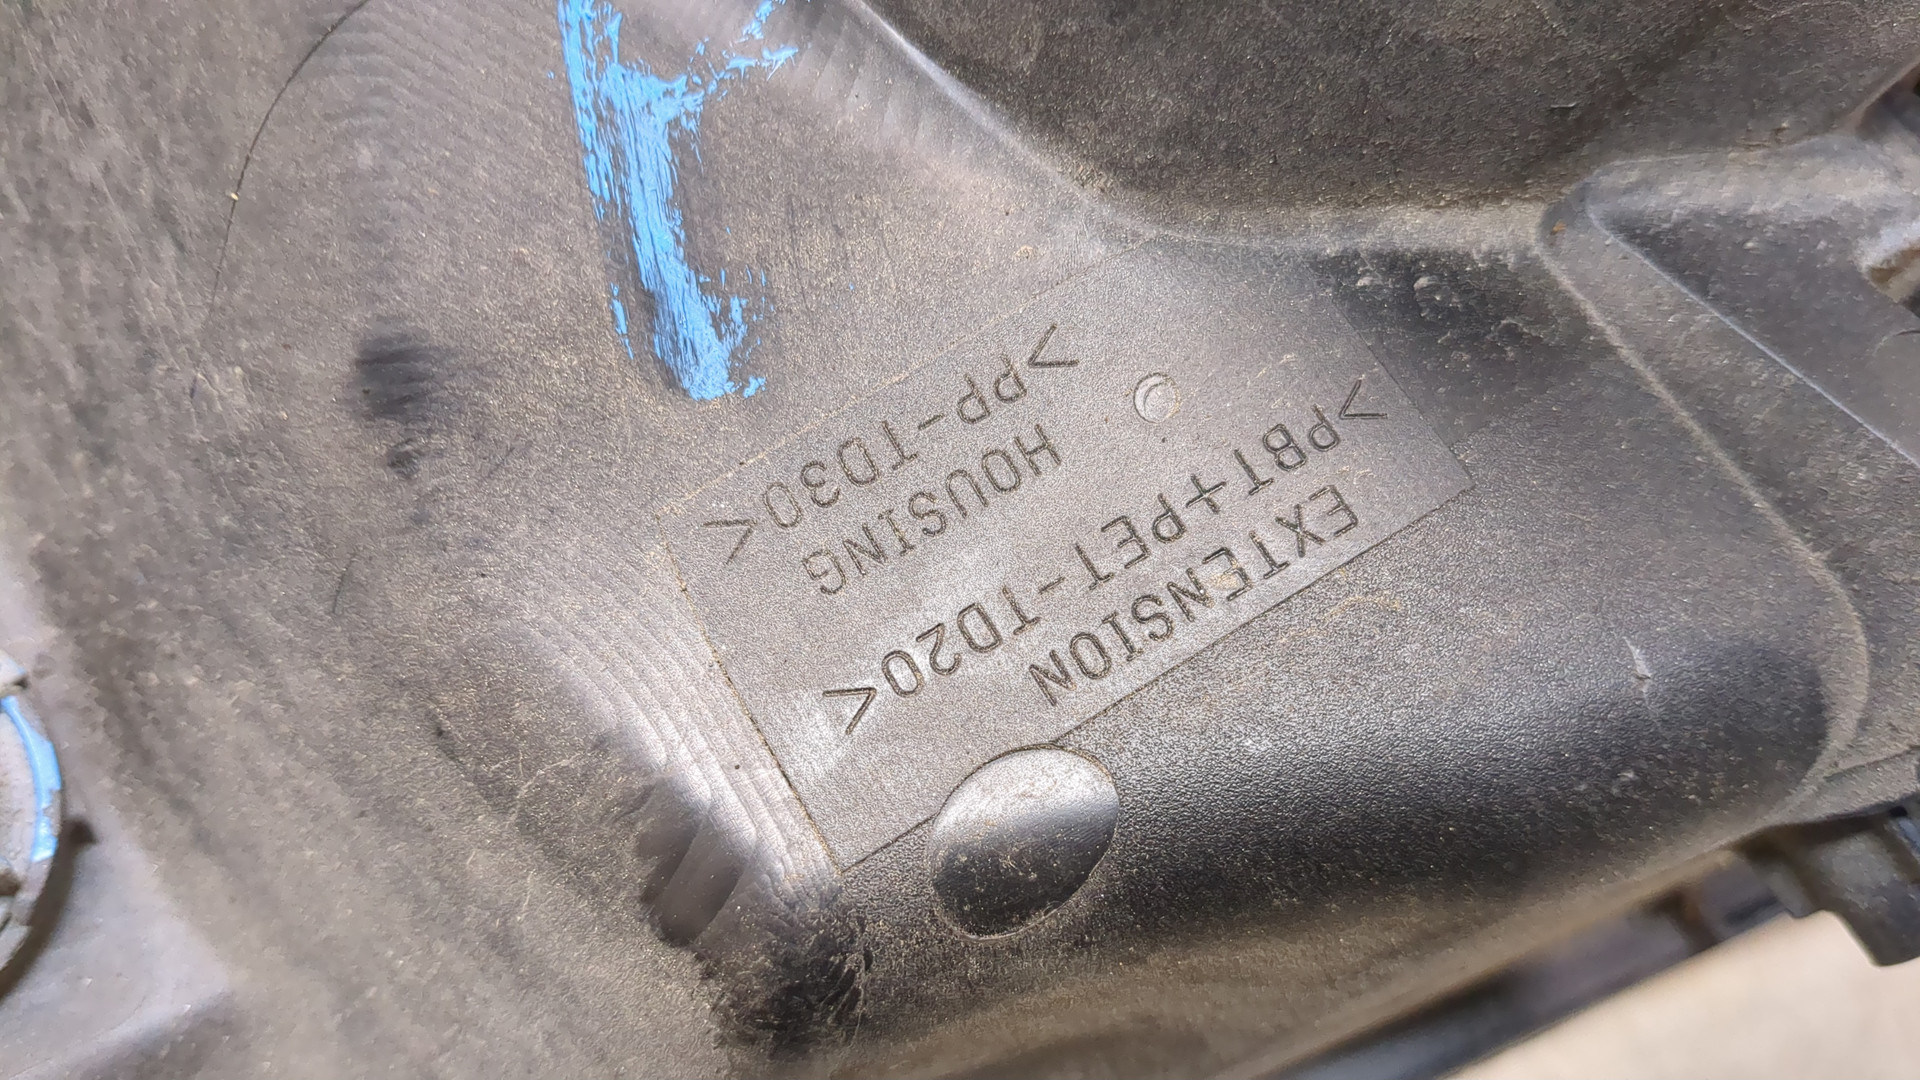 EXTENSION
>PBT+PET-TD20<
HOUSING
>PP-TD30<